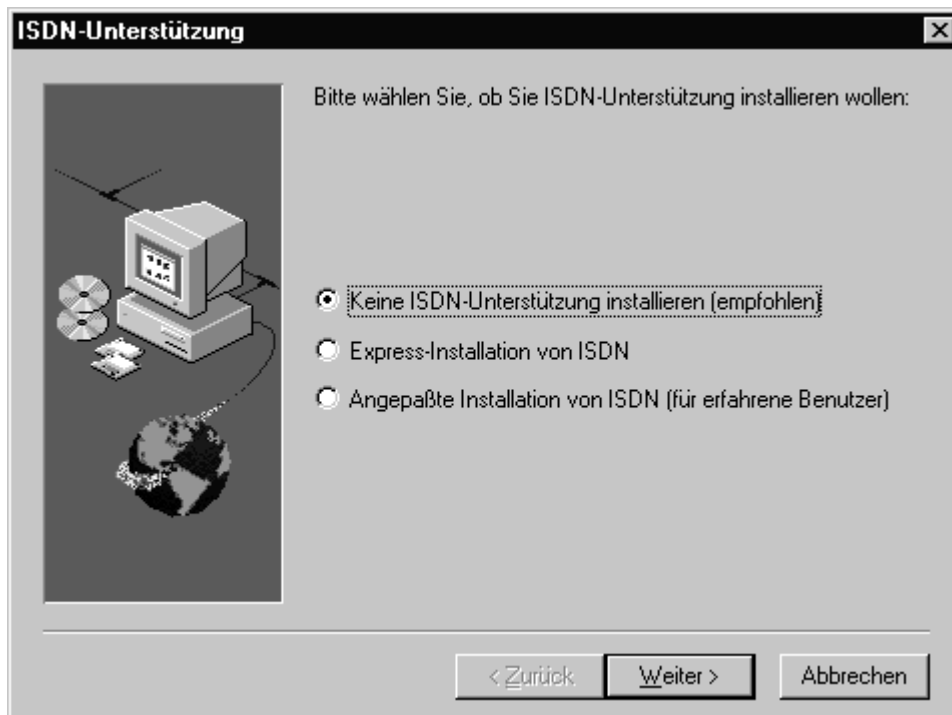 ISDN-Unterstützung
Bitte wählen Sie, ob Sie ISDN-Unterstützung installieren wollen:
Keine ISDN-Unterstützung installieren (empfohlen)
Express-Installation von ISDN
Angepaßte Installation von ISDN (für erfahrene Benutzer)
< Zurück
Weiter >
Abbrechen